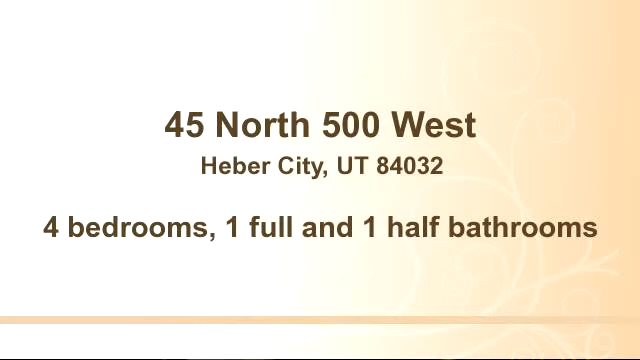 45 North 500 West
Heber City, UT 84032
4 bedrooms, 1 full and 1 half bathrooms